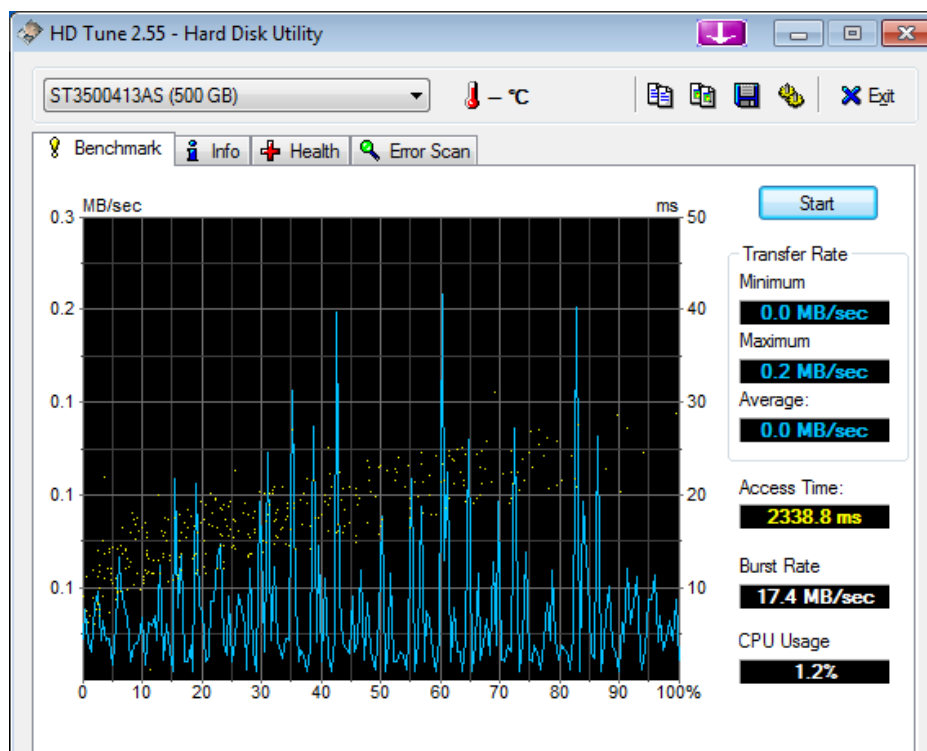 HD Tune 2.55 - Hard Disk Utility
ST3500413AS (500 GB)
– °C
Exit
Benchmark Info Health Error Scan
MB/sec ms
0.3 50
0.2 40
0.1 30
0.1 20
0.1 10
0 10 20 30 40 50 60 70 80 90 100%
Start
Transfer Rate
Minimum
0.0 MB/sec
Maximum
0.2 MB/sec
Average:
0.0 MB/sec
Access Time:
2338.8 ms
Burst Rate
17.4 MB/sec
CPU Usage
1.2%